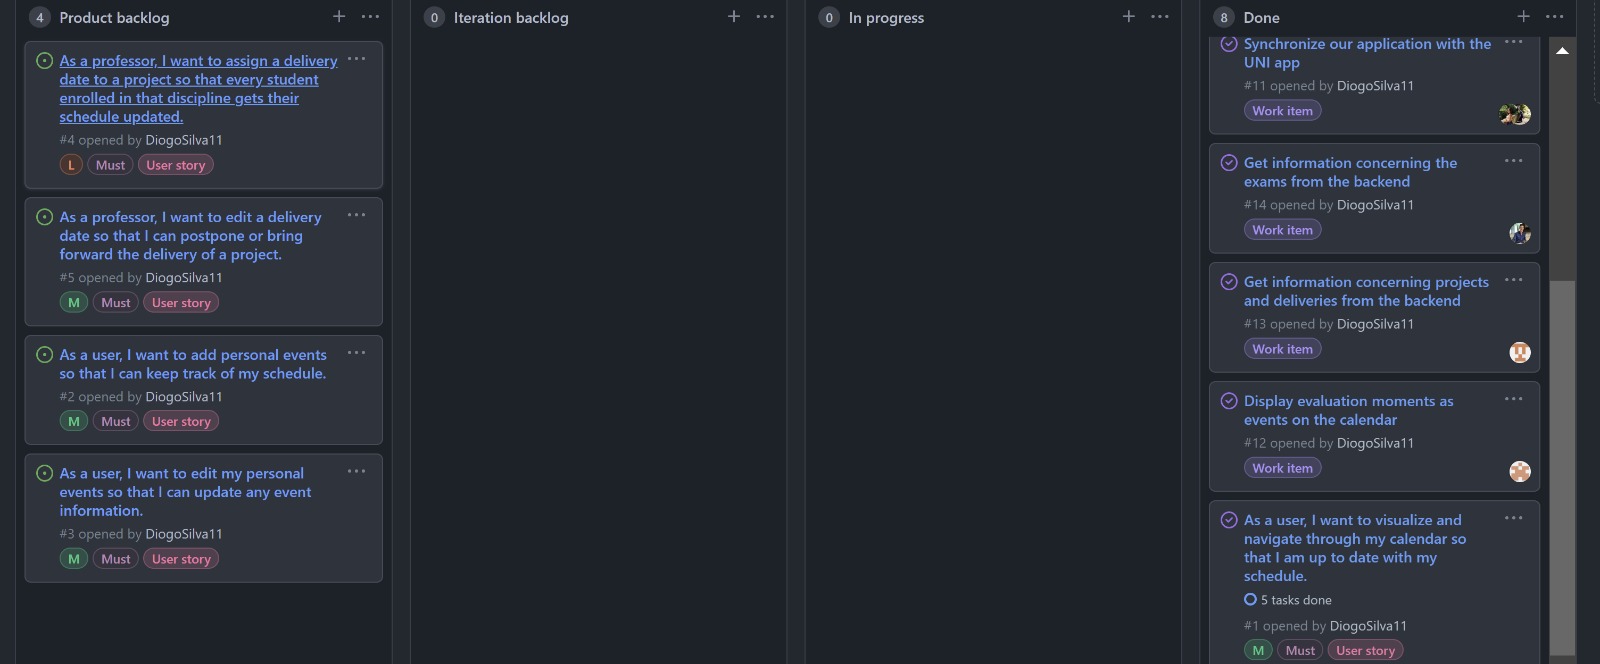 4 Product backlog
As a professor, I want to assign a delivery
date to a project so that every student
enrolled in that discipline gets their
schedule updated.
#4 opened by DiogoSilva11
L Must User story
As a professor, I want to edit a delivery
date so that I can postpone or bring
forward the delivery of a project.
#5 opened by DiogoSilva11
M Must User story
As a user, I want to add personal events
so that I can keep track of my schedule.
#2 opened by DiogoSilva11
M Must User story
As a user, I want to edit my personal
events so that I can update any event
information.
#3 opened by DiogoSilva11
M Must User story
0 Iteration backlog
0 In progress
8 Done
Synchronize our application with the
UNI app
#11 opened by DiogoSilva11
Work item
Get information concerning the
exams from the backend
#14 opened by DiogoSilva11
Work item
Get information concerning projects
and deliveries from the backend
#13 opened by DiogoSilva11
Work item
Display evaluation moments as
events on the calendar
#12 opened by DiogoSilva11
Work item
As a user, I want to visualize and
navigate through my calendar so
that I am up to date with my
schedule.
5 tasks done
#1 opened by DiogoSilva11
M Must User story